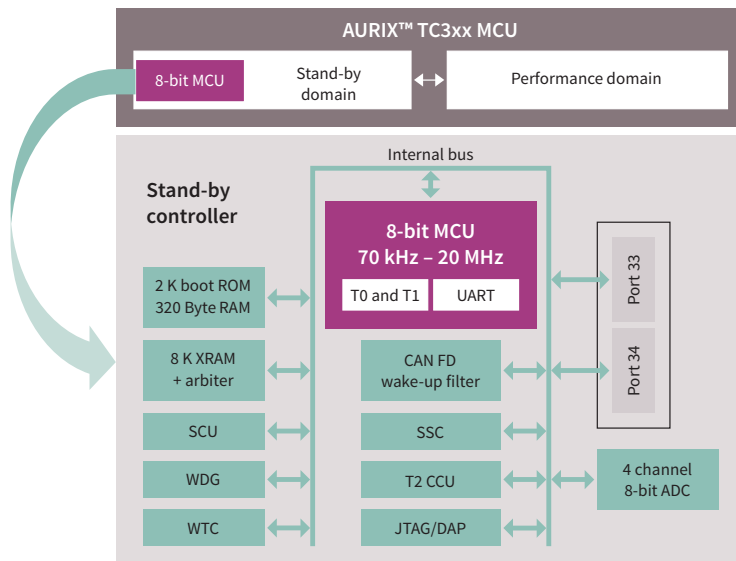 AURIX™ TC3xx MCU
8-bit MCU
Stand-by
domain
Performance domain
Internal bus
Stand-by
controller
8-bit MCU
70 kHz – 20 MHz
T0 and T1
UART
2 K boot ROM
320 Byte RAM
8 K XRAM
+ arbiter
SCU
WDG
WTC
CAN FD
wake-up filter
SSC
T2 CCU
JTAG/DAP
Port 33
Port 34
4 channel
8-bit ADC